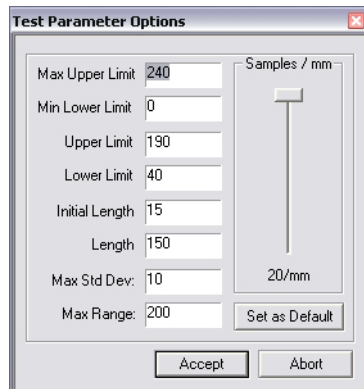 Test Parameter Options
Max Upper Limit 240
Min Lower Limit 0
Upper Limit 190
Lower Limit 40
Initial Length 15
Length 150
Max Std Dev: 10
Max Range: 200
Samples / mm
20/mm
Set as Default
Accept Abort